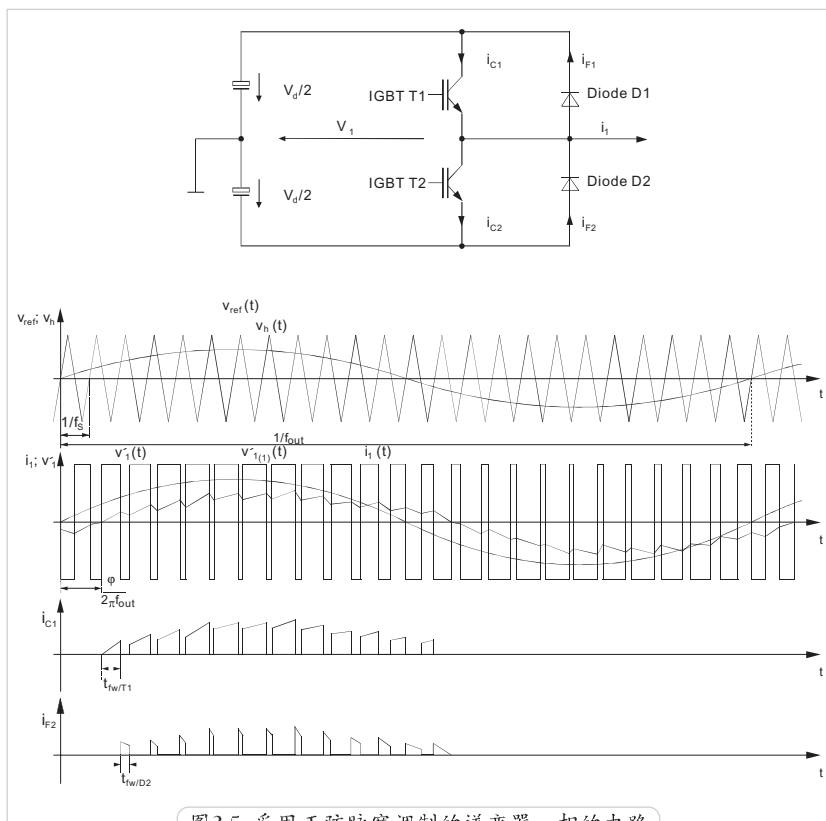 i_C1
i_F1
V_d/2
IGBT T1
Diode D1
V_1
i_1
V_d/2
IGBT T2
Diode D2
i_C2
i_F2
v_ref(t)
v_ref; v_h
v_h(t)
t
1/f_s
1/f_out
i_1; v´_1
v´_1(t)
v´_1(1)(t)
i_1(t)
t
φ
2πf_out
i_C1
t
t_fw/T1
i_F2
t
t_fw/D2